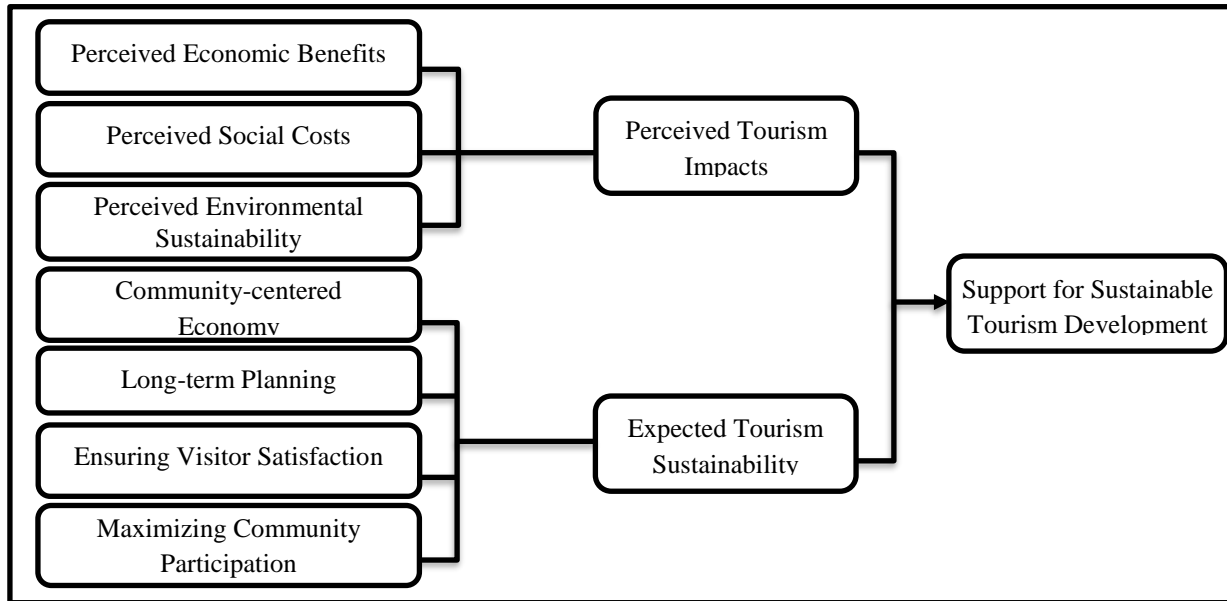 Perceived Economic Benefits
Perceived Social Costs
Perceived Environmental
Sustainability
Community-centered
Economy
Long-term Planning
Ensuring Visitor Satisfaction
Maximizing Community
Participation
Perceived Tourism
Impacts
Expected Tourism
Sustainability
Support for Sustainable
Tourism Development